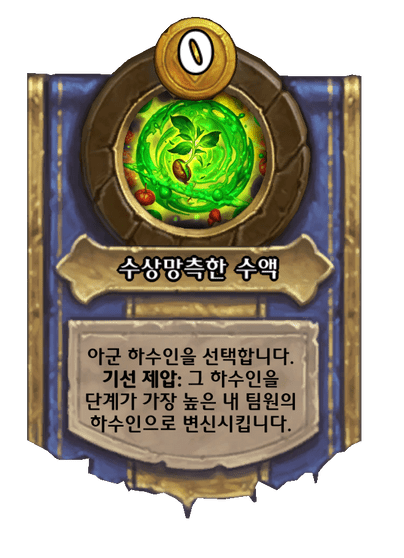 0
수상망측한 수액
아군 하수인을 선택합니다.
기선 제압: 그 하수인을
단계가 가장 높은 내 팀원의
하수인으로 변신시킵니다.